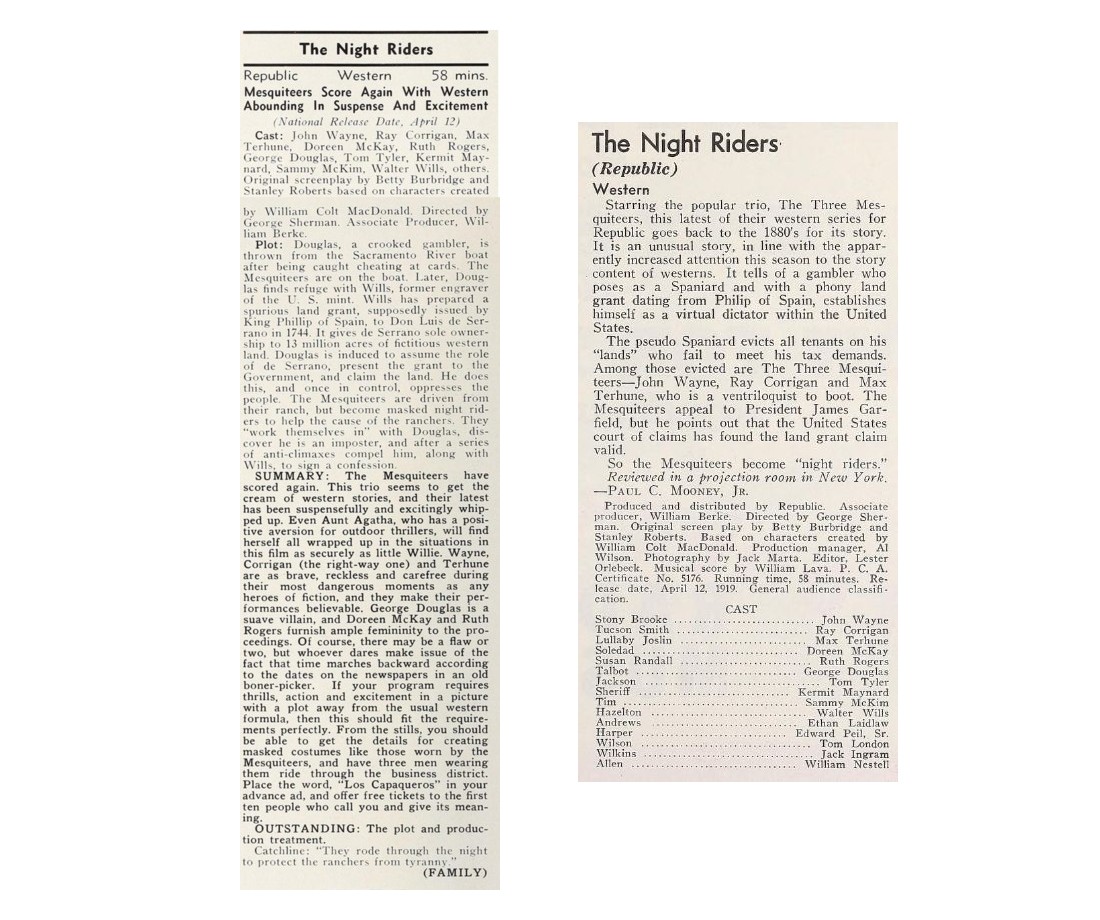 The Night Riders
Republic Western 58 mins.
Mesquiteers Score Again With Western
Abounding In Suspense And Excitement
(National Release Date, April 12)
Cast: John Wayne, Ray Corrigan, Max
Terhune, Doreen McKay, Ruth Rogers,
George Douglas, Tom Tyler, Kermit May-
nard, Sammy McKim, Walter Wills, others.
Original screenplay by Betty Burbridge and
Stanley Roberts based on characters created
by William Colt MacDonald. Directed by
George Sherman. Associate Producer, Wil-
liam Berke.
Plot: Douglas, a crooked gambler, is
thrown from the Sacramento River boat
after being caught cheating at cards. The
Mesquiteers are on the boat. Later, Doug-
las finds refuge with Wills, former engraver
of the U. S. mint. Wills has prepared a
spurious land grant, supposedly issued by
King Phillip of Spain, to Don Luis de Ser-
rano in 1744. It gives de Serrano sole owner-
ship to 13 million acres of fictitious western
land. Douglas is induced to assume the role
of de Serrano, present the grant to the
Government, and claim the land. He does
this, and once in control, oppresses the
people. The Mesquiteers are driven from
their ranch, but become masked night rid-
ers to help the cause of the ranchers. They
"work themselves in" with Douglas, dis-
cover he is an imposter, and after a series
of anti-climaxes compel him, along with
Wills, to sign a confession.
SUMMARY: The Mesquiteers have
scored again. This trio seems to get the
cream of western stories, and their latest
has been suspensefully and excitingly whip-
ped up. Even Aunt Agatha, who has a posi-
tive aversion for outdoor thrillers, will find
herself all wrapped up in the situations in
this film as securely as little Willie. Wayne,
Corrigan (the right-way one) and Terhune
are as brave, reckless and carefree during
their most dangerous moments as any
heroes of fiction, and they make their per-
formances believable. George Douglas is a
suave villain, and Doreen McKay and Ruth
Rogers furnish ample femininity to the pro-
ceedings. Of course, there may be a flaw or
two, but whoever dares make issue of the
fact that time marches backward according
to the dates on the newspapers in an old
boner-picker. If your program requires
thrills, action and excitement in a picture
with a plot away from the usual western
formula, then this should fit the require-
ments perfectly. From the stills, you should
be able to get the details for creating
masked costumes like those worn by the
Mesquiteers, and have three men wearing
them ride through the business district.
Place the word, "Los Capaqueros" in your
advance ad, and offer free tickets to the first
ten people who call you and give its mean-
ing.
OUTSTANDING: The plot and produc-
tion treatment.
Catchline: "They rode through the night
to protect the ranchers from tyranny."
(FAMILY)
The Night Riders
(Republic)
Western
Starring the popular trio, The Three Mes-
quiteers, this latest of their western series for
Republic goes back to the 1880's for its story.
It is an unusual story, in line with the appar-
ently increased attention this season to the story
content of westerns. It tells of a gambler who
poses as a Spaniard and with a phony land
grant dating from Philip of Spain, establishes
himself as a virtual dictator within the United
States.
The pseudo Spaniard evicts all tenants on his
"lands" who fail to meet his tax demands.
Among those evicted are The Three Mesqui-
teers—John Wayne, Ray Corrigan and Max
Terhune, who is a ventriloquist to boot. The
Mesquiteers appeal to President James Gar-
field, but he points out that the United States
court of claims has found the land grant claim
valid.
So the Mesquiteers become "night riders."
Reviewed in a projection room in New York.
—PAUL C. MOONEY, JR.
Produced and distributed by Republic. Associate
producer, William Berke. Directed by George Sher-
man. Original screen play by Betty Burbridge and
Stanley Roberts. Based on characters created by
William Colt MacDonald. Production manager, Al
Wilson. Photography by Jack Marta. Editor, Lester
Orlebeck. Musical score by William Lava. P. C. A.
Certificate No. 5176. Running time, 58 minutes. Re-
lease date, April 12, 1919. General audience classifi-
cation.
CAST
Stony Brooke ........ John Wayne
Tucson Smith ........ Ray Corrigan
Lullaby Joslin ........ Max Terhune
Soledad ........ Doreen McKay
Susan Randall ........ Ruth Rogers
Talbot ........ George Douglas
Jackson ........ Tom Tyler
Sheriff ........ Kermit Maynard
Tim ........ Sammy McKim
Hazelton ........ Walter Wills
Andrews ........ Ethan Laidlaw
Harper ........ Edward Peil, Sr.
Wilson ........ Tom London
Wilkins ........ Jack Ingram
Allen ........ William Nestell